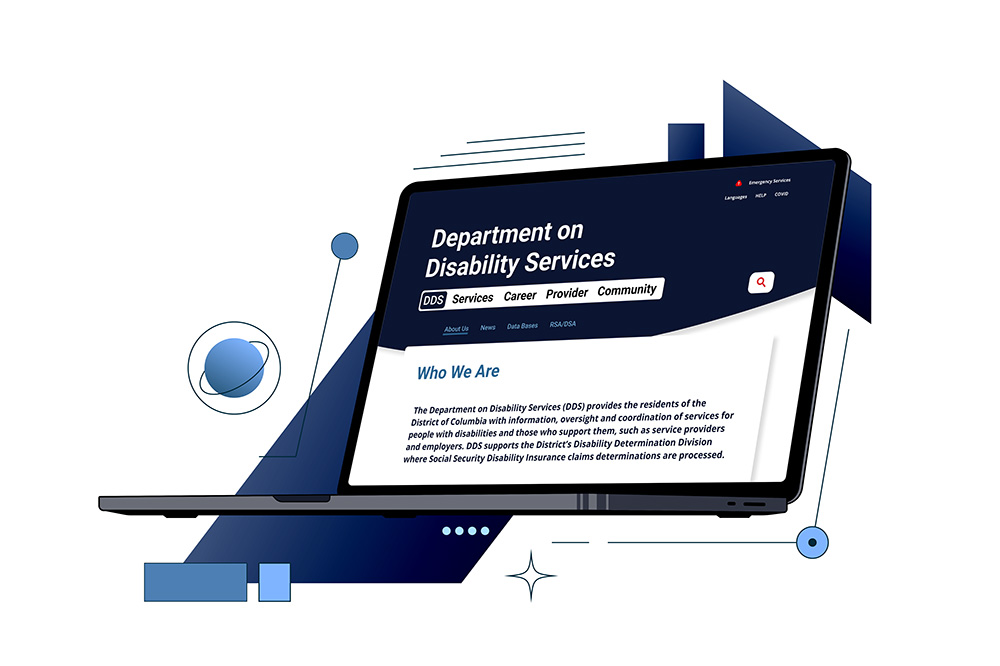 Emergency Services
Languages HELP COVID
Department on
Disability Services
DDS Services Career Provider Community
About Us News Data Bases RSA/DSA
Who We Are
The Department on Disability Services (DDS) provides the residents of the
District of Columbia with information, oversight and coordination of services for
people with disabilities and those who support them, such as service providers
and employers. DDS supports the District's Disability Determination Division
where Social Security Disability Insurance claims determinations are processed.